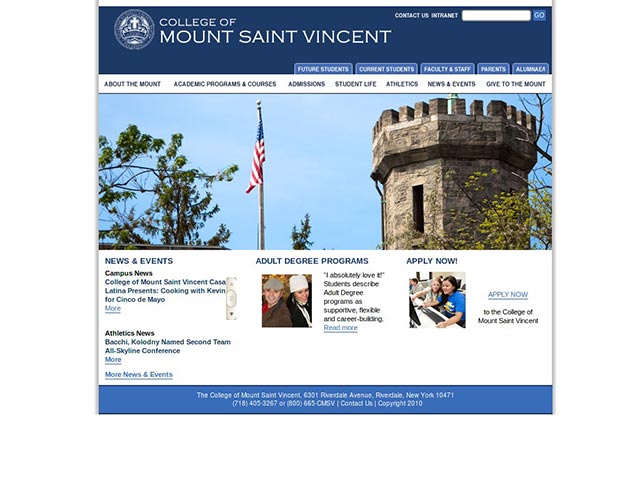 CONTACT US INTRANET GO
COLLEGE OF
MOUNT SAINT VINCENT
FUTURE STUDENTS CURRENT STUDENTS FACULTY & STAFF PARENTS ALUMNAE/I
ABOUT THE MOUNT ACADEMIC PROGRAMS & COURSES ADMISSIONS STUDENT LIFE ATHLETICS NEWS & EVENTS GIVE TO THE MOUNT
NEWS & EVENTS
Campus News
College of Mount Saint Vincent Casa
Latina Presents: Cooking with Kevin
for Cinco de Mayo
More
Athletics News
Bacchi, Kolodny Named Second Team
All-Skyline Conference
More
More News & Events
ADULT DEGREE PROGRAMS
"I absolutely love it!"
Students describe
Adult Degree
programs as
supportive, flexible
and career-building.
Read more
APPLY NOW!
APPLY NOW
to the College of
Mount Saint Vincent
The College of Mount Saint Vincent, 6301 Riverdale Avenue, Riverdale, New York 10471
(718) 405-3267 or (800) 665-CMSV | Contact Us | Copyright 2010